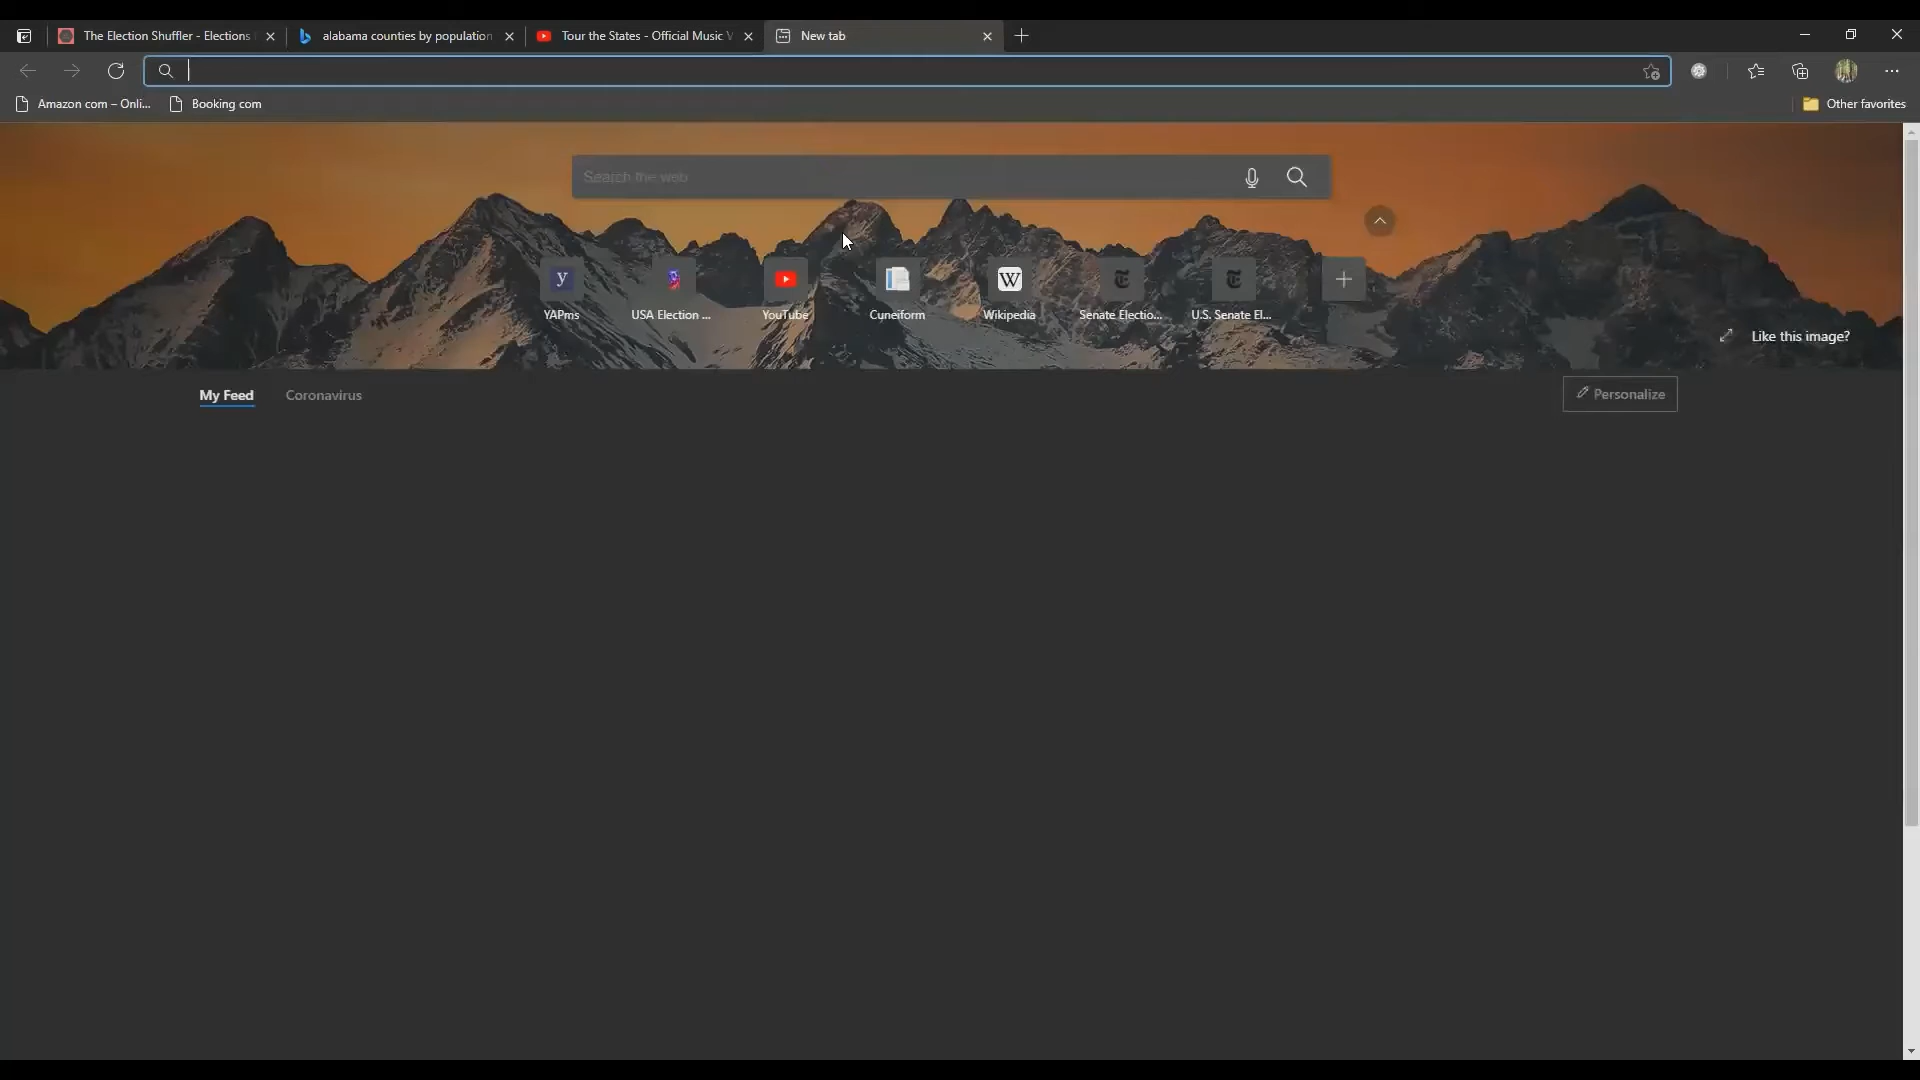 The Election Shuffler - Elections
alabama counties by population
Tour the States - Official Music V
New tab
Amazon com – Onli...
Booking com
Other favorites
Search the web
y
W
YAPms
USA Election ...
YouTube
Cuneiform
Wikipedia
Senate Electio...
U.S. Senate El...
Like this image?
My Feed
Coronavirus
Personalize